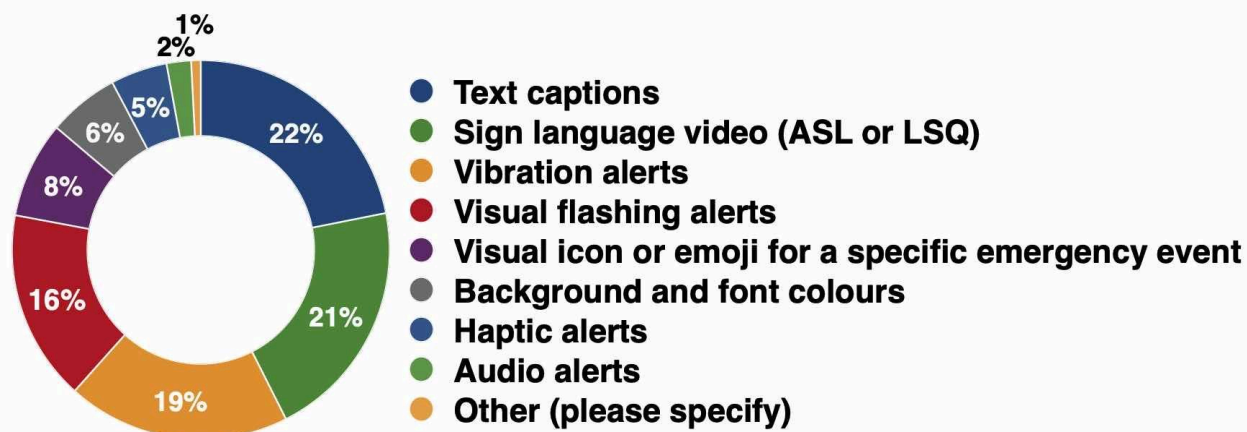 1%
2%
5%
6%
22%
8%
16%
21%
19%
Text captions
Sign language video (ASL or LSQ)
Vibration alerts
Visual flashing alerts
Visual icon or emoji for a specific emergency event
Background and font colours
Haptic alerts
Audio alerts
Other (please specify)